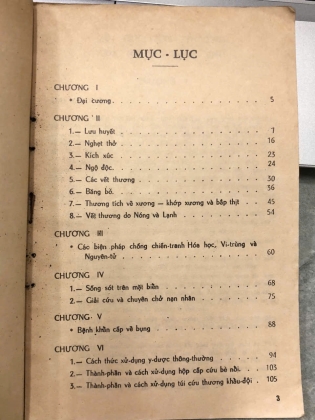 MỤC - LỤC
CHƯƠNG I
• Đại cương. 5
CHƯƠNG II
1.— Lưu huyết 7
2.— Nghẹt thở 16
3.— Kích xúc 23
4.— Ngộ độc. 24
5.— Các vết thương 30
6.— Băng bó. 36
7.— Thương tích về xương — khớp xương và bắp thịt 45
8.— Vết thương do Nóng và Lạnh 54
CHƯƠNG III
• Các biện pháp chống chiến-tranh Hóa học, Vi-trùng và
Nguyên-tử 60
CHƯƠNG IV
1.— Sống sót trên mặt biển 68
2.— Giải cứu và chuyên chở nạn nhân 75
CHƯƠNG V
• Bệnh khẩn cấp về bụng 88
CHƯƠNG VI
1.— Cách thức xử-dụng y-dược thông-thường 94
2.— Thành-phần và cách xử-dụng hộp cấp cứu bè nổi. 103
3.— Thành-phần và cách xử-dụng túi cứu thương khẩu-đội. 105
3